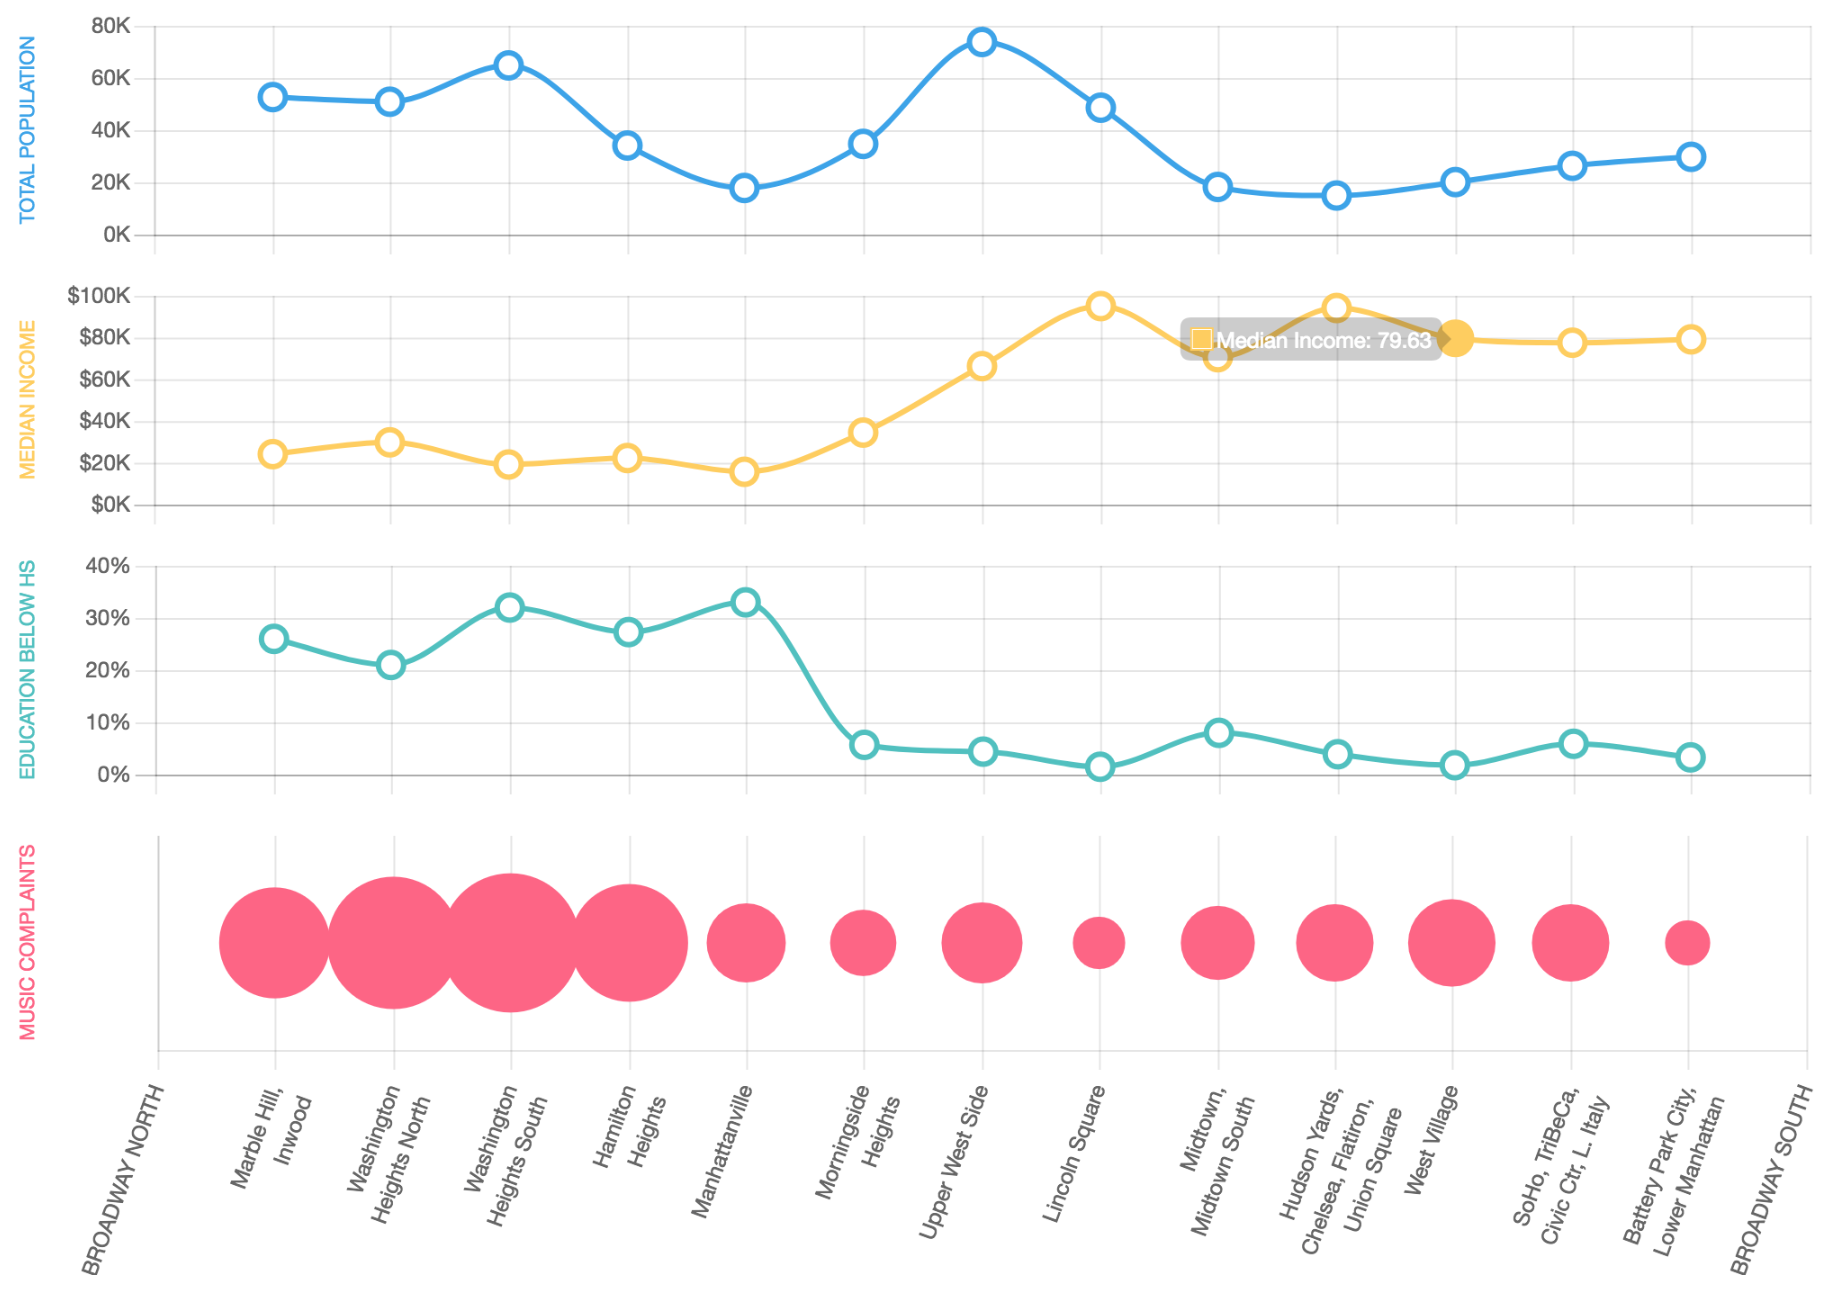 TOTAL POPULATION
80K
60K
40K
20K
0K
MEDIAN INCOME
$100K
$80K
$60K
$40K
$20K
$0K
Median Income: 79.63
EDUCATION BELOW HS
40%
30%
20%
10%
0%
MUSIC COMPLAINTS
BROADWAY NORTH
Marble Hill,
Inwood
Washington
Heights North
Washington
Heights South
Hamilton
Heights
Manhattanville
Morningside
Heights
Upper West Side
Lincoln Square
Midtown,
Midtown South
Hudson Yards,
Chelsea, Flatiron,
Union Square
West Village
SoHo, TriBeCa,
Civic Ctr, L. Italy
Battery Park City,
Lower Manhattan
BROADWAY SOUTH